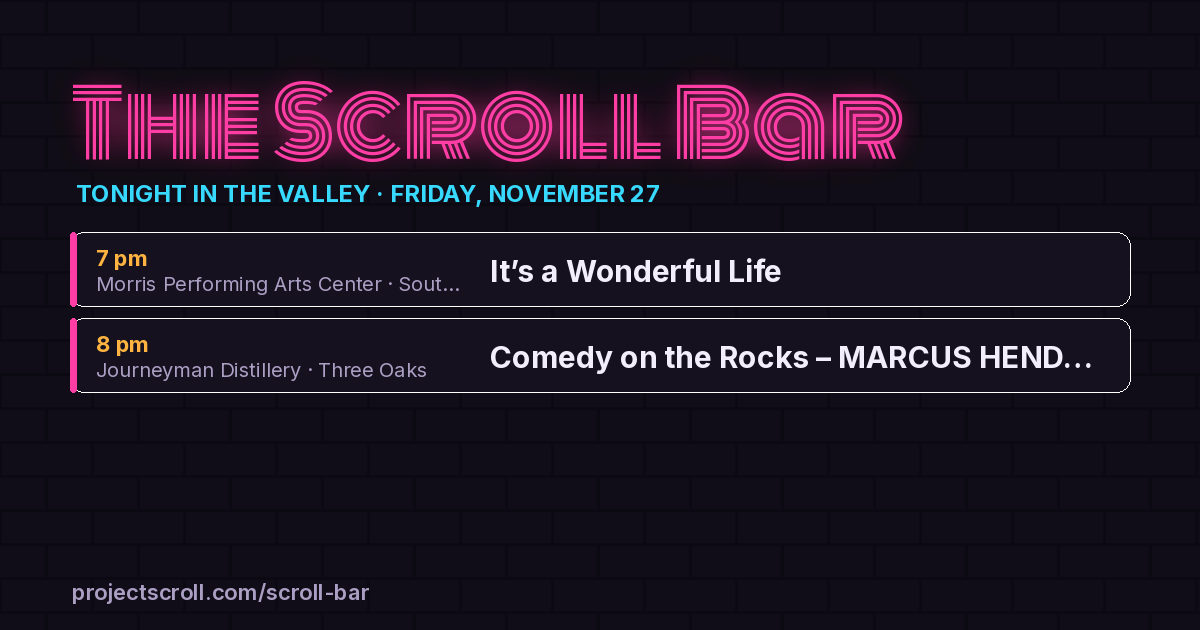 The Scroll Bar
TONIGHT IN THE VALLEY · FRIDAY, NOVEMBER 27
7 pm
Morris Performing Arts Center · Sout…
It’s a Wonderful Life
8 pm
Journeyman Distillery · Three Oaks
Comedy on the Rocks – MARCUS HEND…
projectscroll.com/scroll-bar